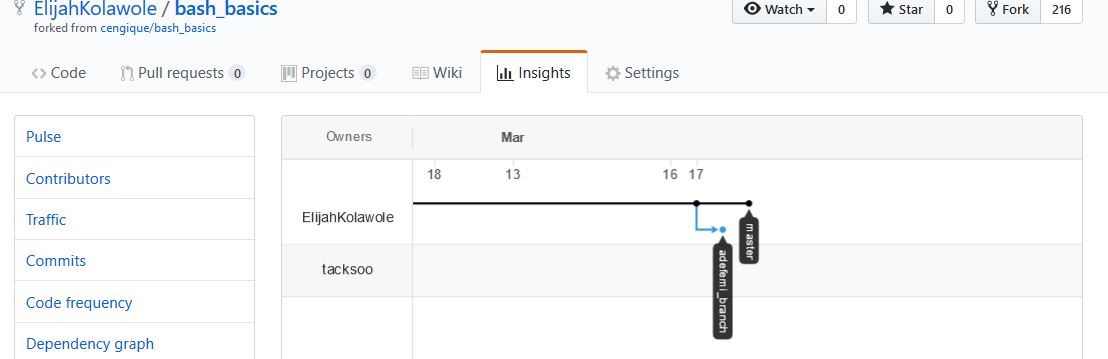 ElijahKolawole / bash_basics
Watch 0 Star 0 Fork 216
forked from cengique/bash_basics
Code Pull requests 0 Projects 0 Wiki Insights Settings
Pulse
Contributors
Traffic
Commits
Code frequency
Dependency graph
Owners Mar
18 13 16 17
ElijahKolawole
master
adefemi_branch
tacksoo